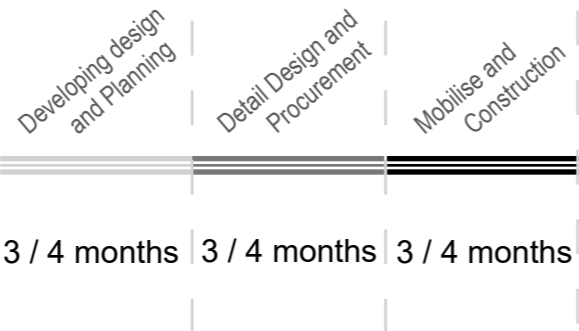 Developing design
and Planning
Detail Design and
Procurement
Mobilise and
Construction
3 / 4 months
3 / 4 months
3 / 4 months